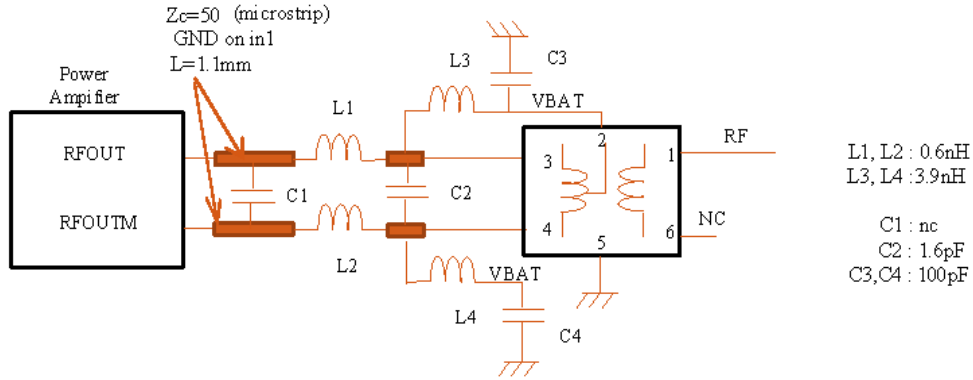 Zc=50 (microstrip)
GND on in1
L=1.1mm
Power
Ampifier
RFOUT
RFOUTM
L1
L2
C1
C2
L3
C3
VBAT
L4
VBAT
C4
3
2
1
4
5
6
RF
NC
L1, L2 : 0.6nH
L3, L4 :3.9nH
C1 : nc
C2 : 1.6pF
C3,C4 : 100pF